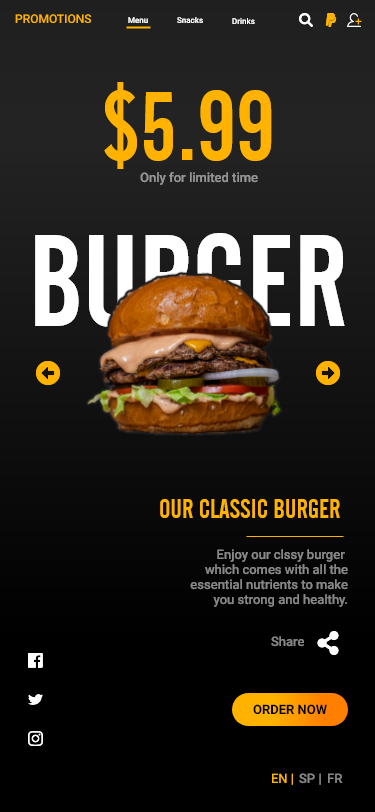 PROMOTIONS
Menu
Snacks
Drinks
$5.99
Only for limited time
BURGER
OUR CLASSIC BURGER
Enjoy our clssy burger
which comes with all the
essential nutrients to make
you strong and healthy.
Share
ORDER NOW
EN | SP | FR